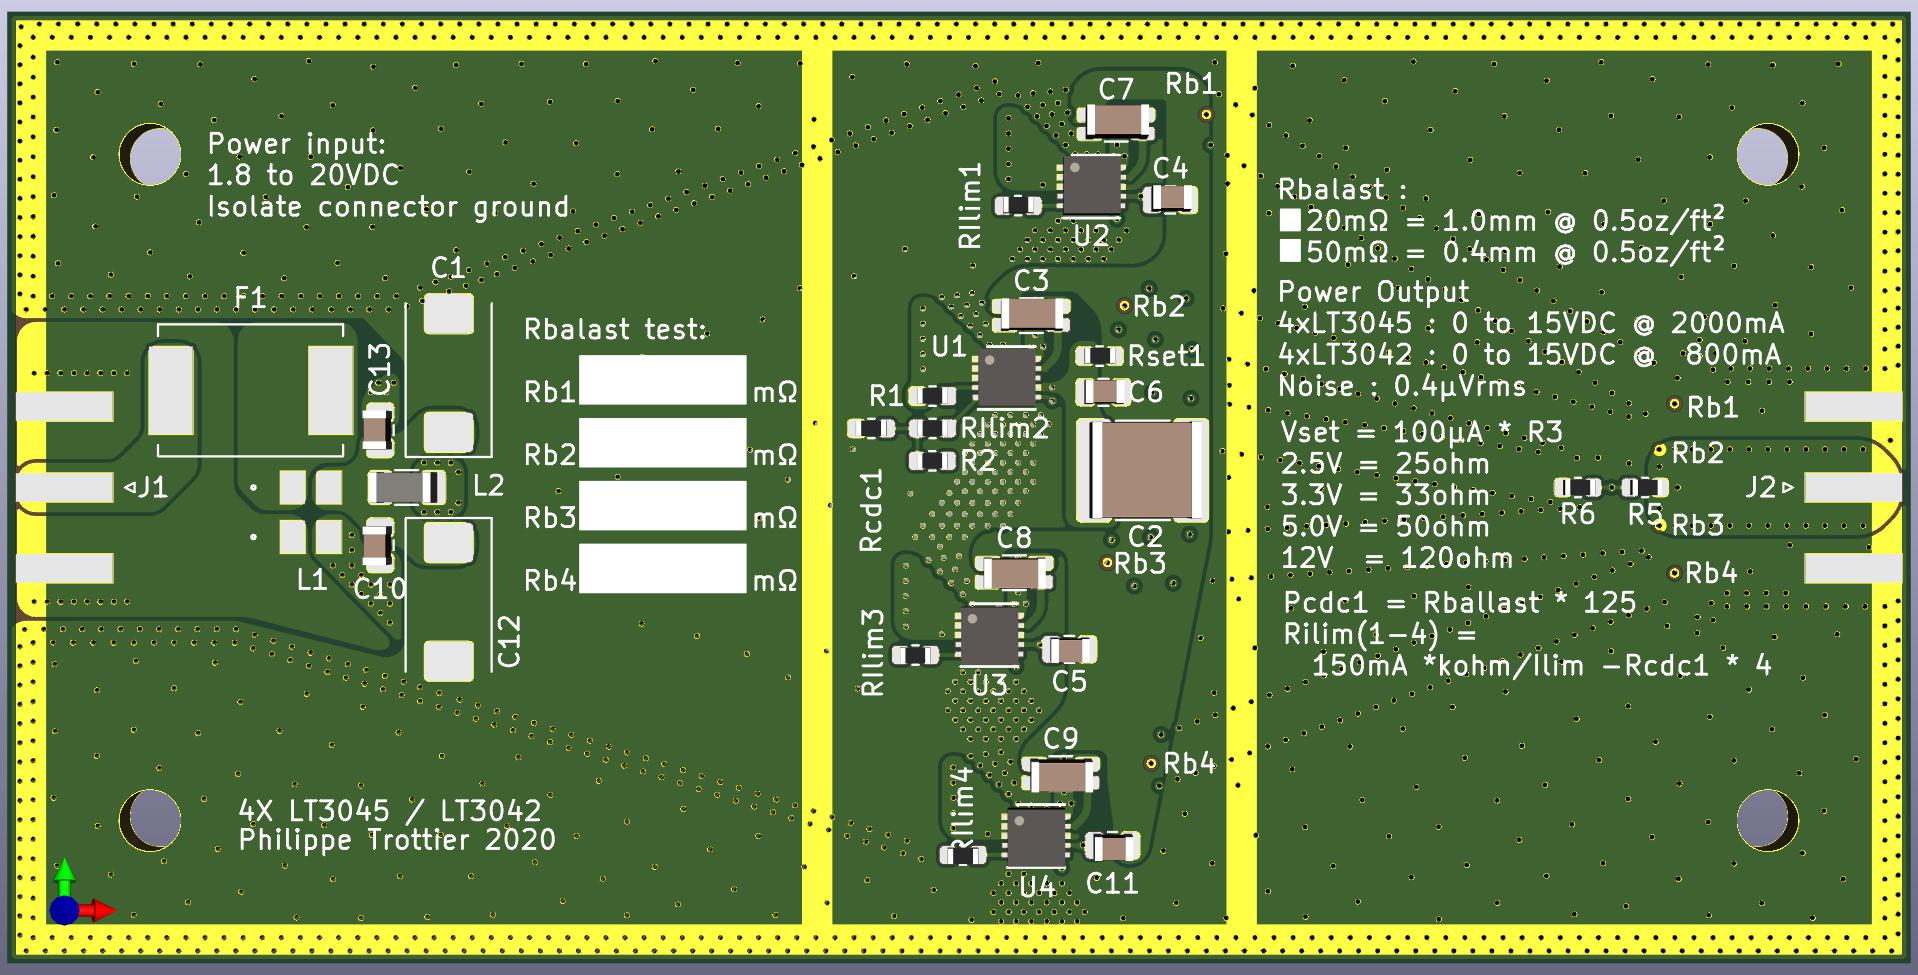 Power input:
1.8 to 20VDC
Isolate connector ground
F1
C1
C13
J1
L2
L1
C10
C12
Rbalast test:
Rb1 mΩ
Rb2 mΩ
Rb3 mΩ
Rb4 mΩ
4X LT3045 / LT3042
Philippe Trottier 2020
C7
Rb1
RIlim1
C4
U2
C3
Rb2
U1
Rset1
R1
C6
RIlim2
R2
Rcdc1
C2
C8
Rb3
RIlim3
U3
C5
C9
Rb4
RIlim4
U4
C11
Rbalast :
20mΩ = 1.0mm @ 0.5oz/ft²
50mΩ = 0.4mm @ 0.5oz/ft²
Power Output
4xLT3045 : 0 to 15VDC @ 2000mA
4xLT3042 : 0 to 15VDC @ 800mA
Noise : 0.4µVrms
Vset = 100µA * R3
2.5V = 25ohm
3.3V = 33ohm
5.0V = 50ohm
12V = 120ohm
Pcdc1 = Rballast * 125
Rilim(1-4) =
150mA *kohm/Ilim -Rcdc1 * 4
Rb1
Rb2
J2
R6
R5
Rb3
Rb4